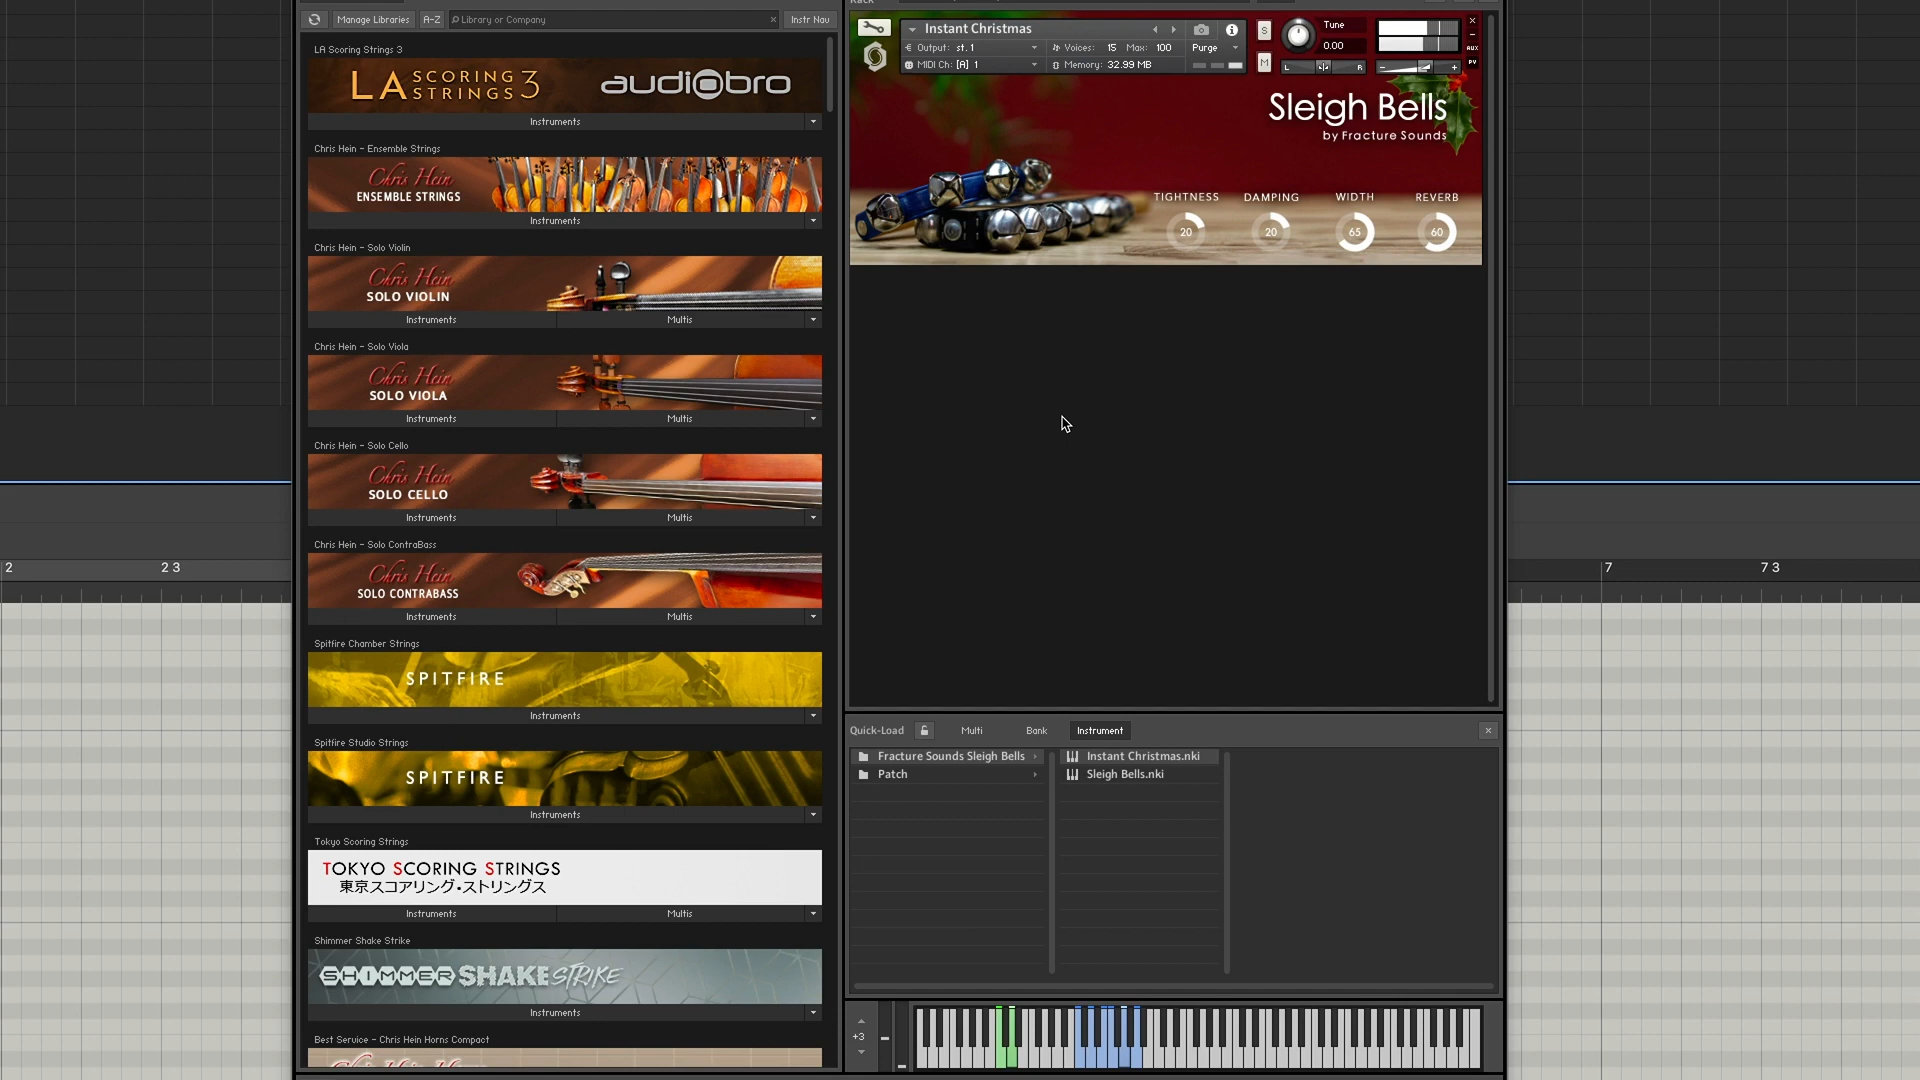 Manage Libraries
A-Z
Library or Company
Instr Nav
LA Scoring Strings 3
LA SCORING STRINGS 3
audiobro
Instruments
Chris Hein - Ensemble Strings
Chris Hein
ENSEMBLE STRINGS
Instruments
Chris Hein - Solo Violin
Chris Hein
SOLO VIOLIN
Instruments
Multis
Chris Hein - Solo Viola
Chris Hein
SOLO VIOLA
Instruments
Multis
Chris Hein - Solo Cello
Chris Hein
SOLO CELLO
Instruments
Multis
Chris Hein - Solo ContraBass
Chris Hein
SOLO CONTRABASS
Instruments
Multis
Spitfire Chamber Strings
SPITFIRE
Instruments
Spitfire Studio Strings
SPITFIRE
Instruments
Tokyo Scoring Strings
TOKYO SCORING STRINGS
東京スコアリング・ストリングス
Instruments
Multis
Shimmer Shake Strike
SHIMMER SHAKE STRIKE
Instruments
Best Service - Chris Hein Horns Compact
Instant Christmas
Output: st. 1
Voices: 15 Max: 100
Purge
MIDI Ch: [A] 1
Memory: 32.99 MB
S
M
Tune
0.00
L
R
AUX
PV
Sleigh Bells
by Fracture Sounds
TIGHTNESS
DAMPING
WIDTH
REVERB
20
20
65
60
Quick-Load
Multi
Bank
Instrument
Fracture Sounds Sleigh Bells
Instant Christmas.nki
Patch
Sleigh Bells.nki
+3
2
2 3
7
7 3